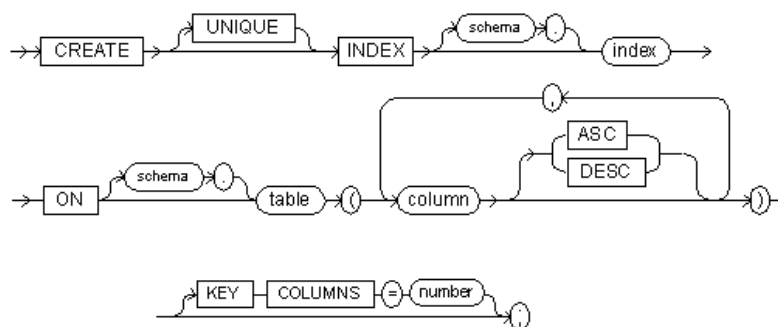 CREATE UNIQUE INDEX schema . index
ON schema . table ( column ASC DESC , )
KEY COLUMNS = number ;